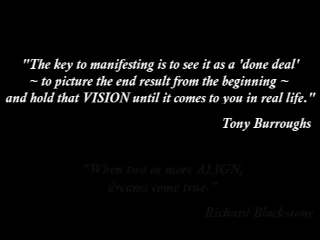 "The key to manifesting is to see it as a 'done deal'
~ to picture the end result from the beginning ~
and hold that VISION until it comes to you in real life."
Tony Burroughs
"When two or more ALIGN,
dreams come true."
Richard Blackstone